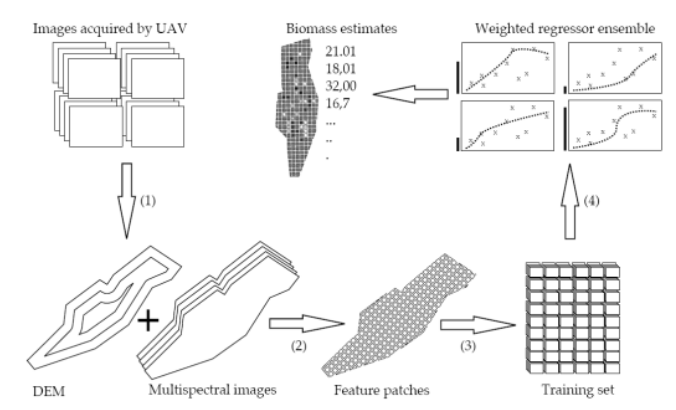 Images acquired by UAV
Biomass estimates
Weighted regressor ensemble
21.01
18,01
32,00
16,7
...
..
.
(1)
(4)
(2)
(3)
DEM
Multispectral images
Feature patches
Training set